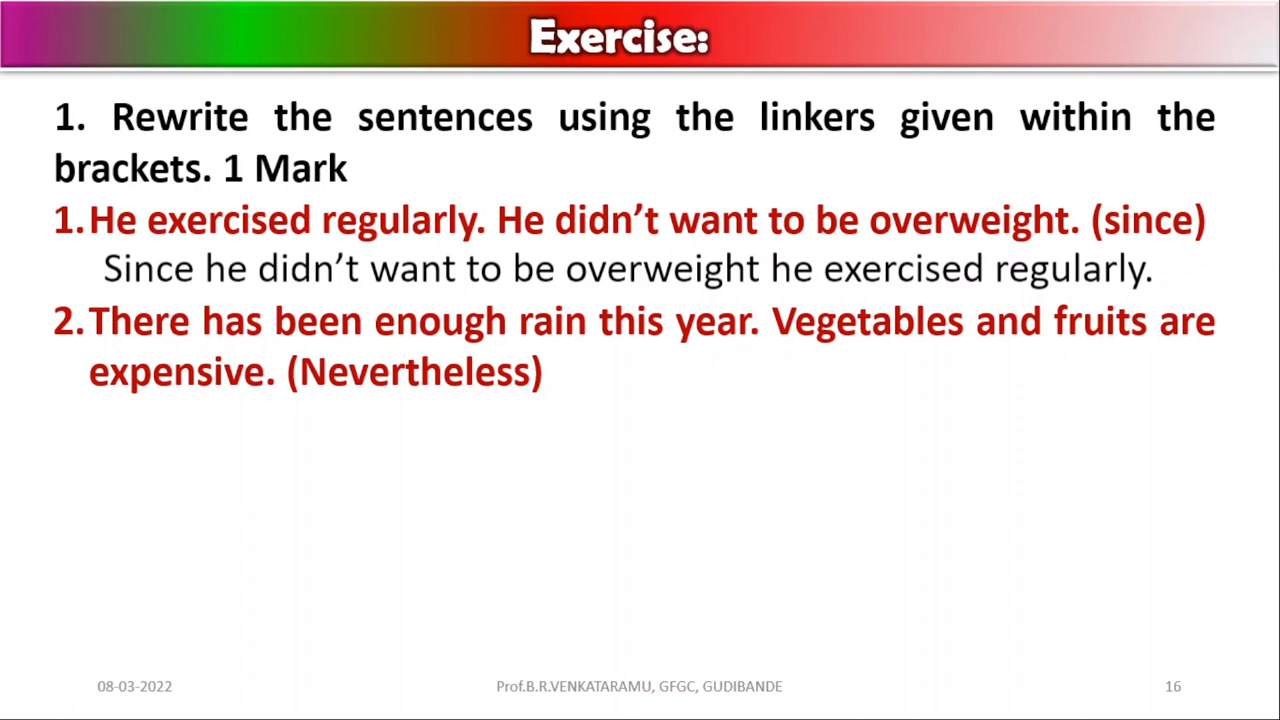 Exercise:
1. Rewrite the sentences using the linkers given within the
brackets. 1 Mark
1. He exercised regularly. He didn’t want to be overweight. (since)
Since he didn’t want to be overweight he exercised regularly.
2. There has been enough rain this year. Vegetables and fruits are
expensive. (Nevertheless)
08-03-2022 Prof.B.R.VENKATARAMU, GFGC, GUDIBANDE 16